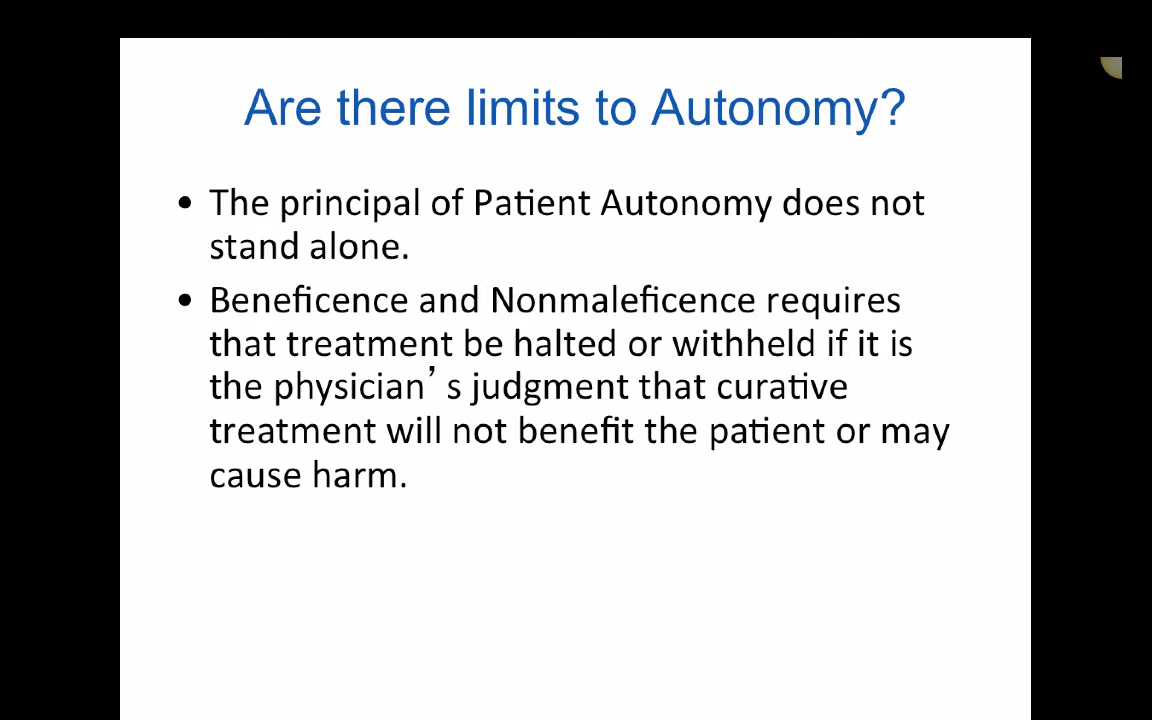 Are there limits to Autonomy?
• The principal of Patient Autonomy does not
stand alone.
• Beneficence and Nonmaleficence requires
that treatment be halted or withheld if it is
the physician’ s judgment that curative
treatment will not benefit the patient or may
cause harm.